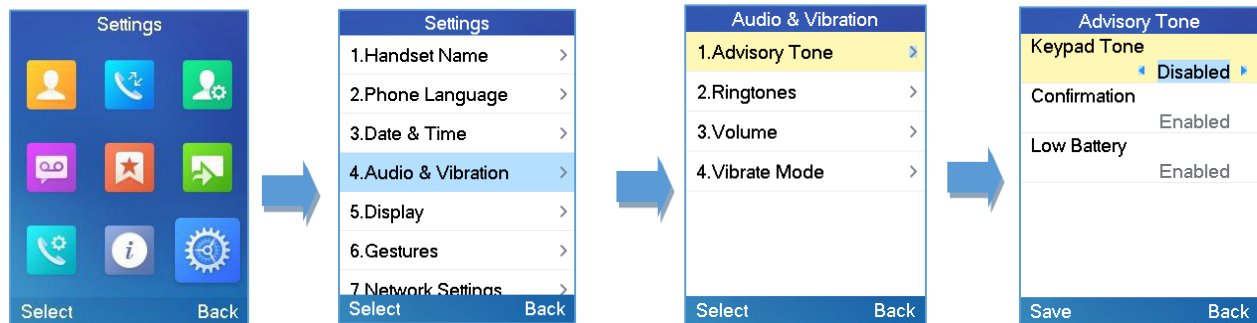 Settings
Select Back
Settings
1.Handset Name
2.Phone Language
3.Date & Time
4.Audio & Vibration
5.Display
6.Gestures
7.Network Settings
Select Back
Audio & Vibration
1.Advisory Tone
2.Ringtones
3.Volume
4.Vibrate Mode
Select Back
Advisory Tone
Keypad Tone
Disabled
Confirmation
Enabled
Low Battery
Enabled
Save Back